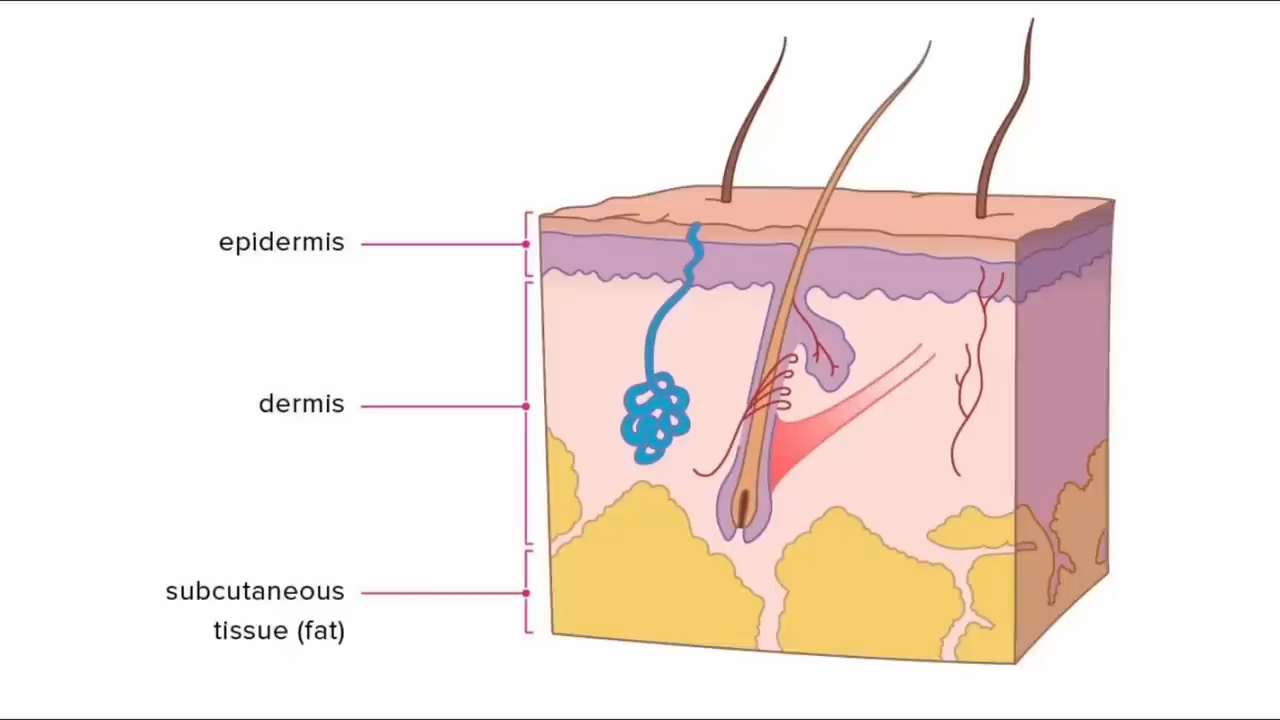 epidermis
dermis
subcutaneous
tissue (fat)